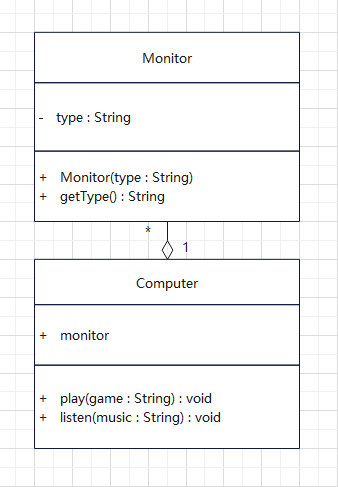 Monitor
- type : String
+ Monitor(type : String)
+ getType() : String
*
1
Computer
+ monitor
+ play(game : String) : void
+ listen(music : String) : void